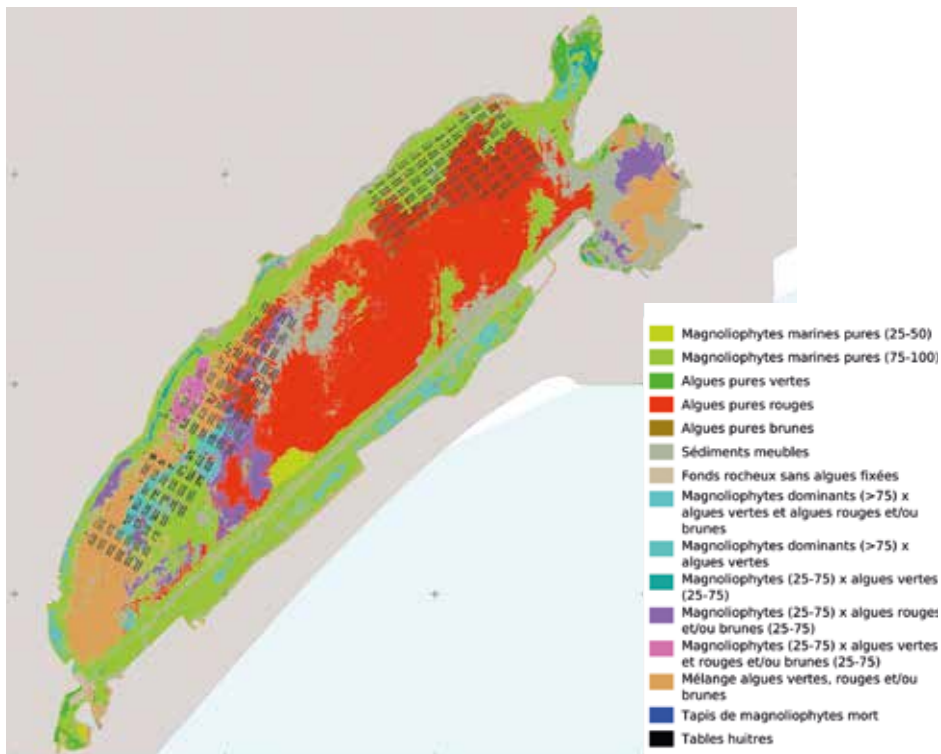 Magnoliophytes marines pures (25-50)
Magnoliophytes marines pures (75-100)
Algues pures vertes
Algues pures rouges
Algues pures brunes
Sédiments meubles
Fonds rocheux sans algues fixées
Magnoliophytes dominants (>75) x
algues vertes et algues rouges et/ou
brunes
Magnoliophytes dominants (>75) x
algues vertes
Magnoliophytes (25-75) x algues vertes
(25-75)
Magnoliophytes (25-75) x algues rouges
et/ou brunes (25-75)
Magnoliophytes (25-75) x algues vertes
et rouges et/ou brunes (25-75)
Mélange algues vertes, rouges et/ou
brunes
Tapis de magnoliophytes mort
Tables huitres